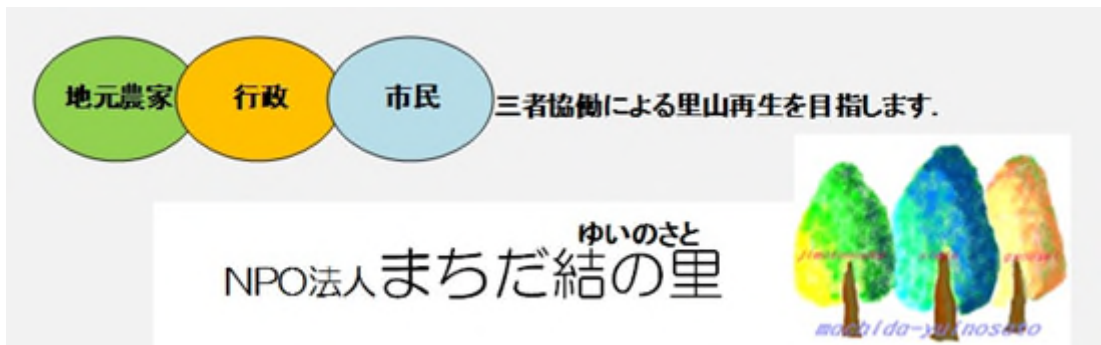 地元農家 行政 市民 三者協働による里山再生を目指します.
ゆいのさと
NPO法人まちだ結の里
machida-yuinosato